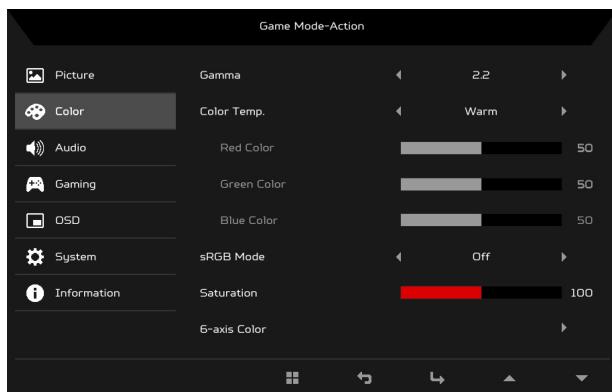 Game Mode-Action
Picture
Gamma 2.2
Color
Color Temp. Warm
Audio
Red Color 50
Gaming
Green Color 50
OSD
Blue Color 50
System
sRGB Mode Off
Information
Saturation 100
6-axis Color